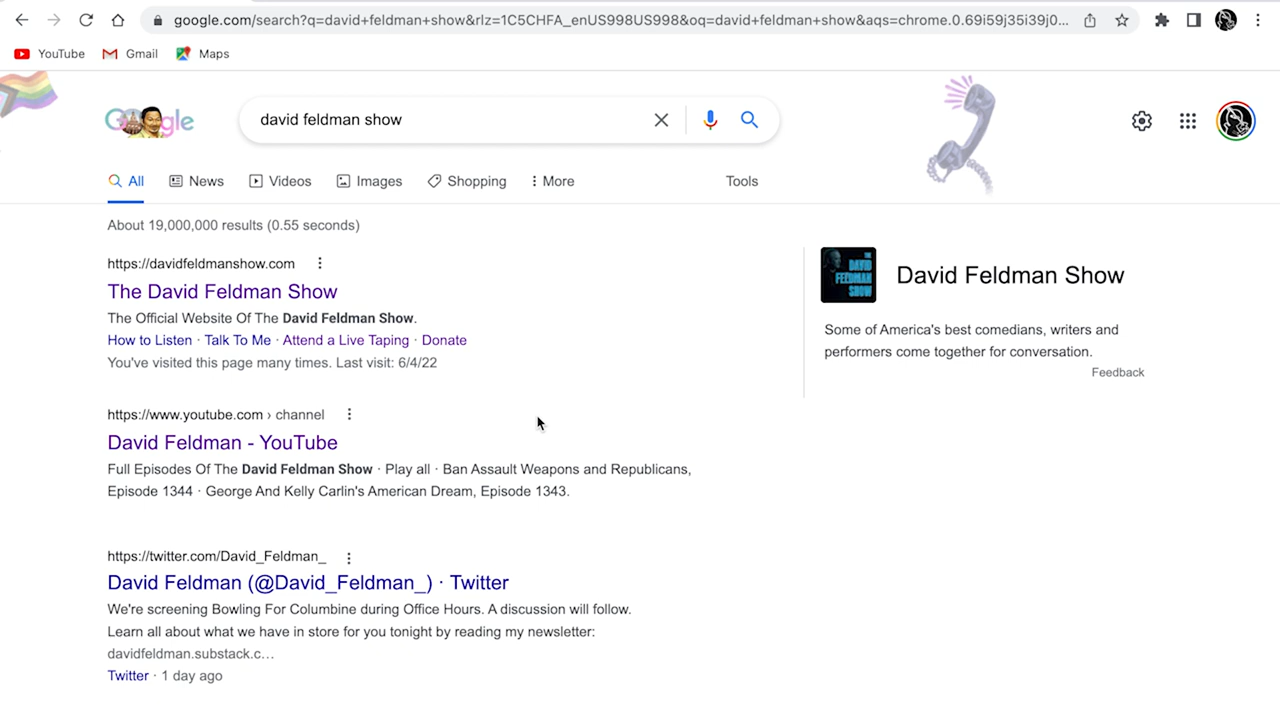 google.com/search?q=david+feldman+show&rlz=1C5CHFA_enUS998US998&oq=david+feldman+show&aqs=chrome.0.69i59j35i39j0...
YouTube Gmail Maps
Google
david feldman show
All News Videos Images Shopping More Tools
About 19,000,000 results (0.55 seconds)
https://davidfeldmanshow.com
The David Feldman Show
The Official Website Of The David Feldman Show.
How to Listen · Talk To Me · Attend a Live Taping · Donate
You've visited this page many times. Last visit: 6/4/22
https://www.youtube.com › channel
David Feldman - YouTube
Full Episodes Of The David Feldman Show · Play all · Ban Assault Weapons and Republicans,
Episode 1344 · George And Kelly Carlin's American Dream, Episode 1343.
https://twitter.com/David_Feldman_
David Feldman (@David_Feldman_) · Twitter
We're screening Bowling For Columbine during Office Hours. A discussion will follow.
Learn all about what we have in store for you tonight by reading my newsletter:
davidfeldman.substack.c...
Twitter · 1 day ago
THE
DAVID
FELDMAN
SHOW
David Feldman Show
Some of America's best comedians, writers and
performers come together for conversation.
Feedback